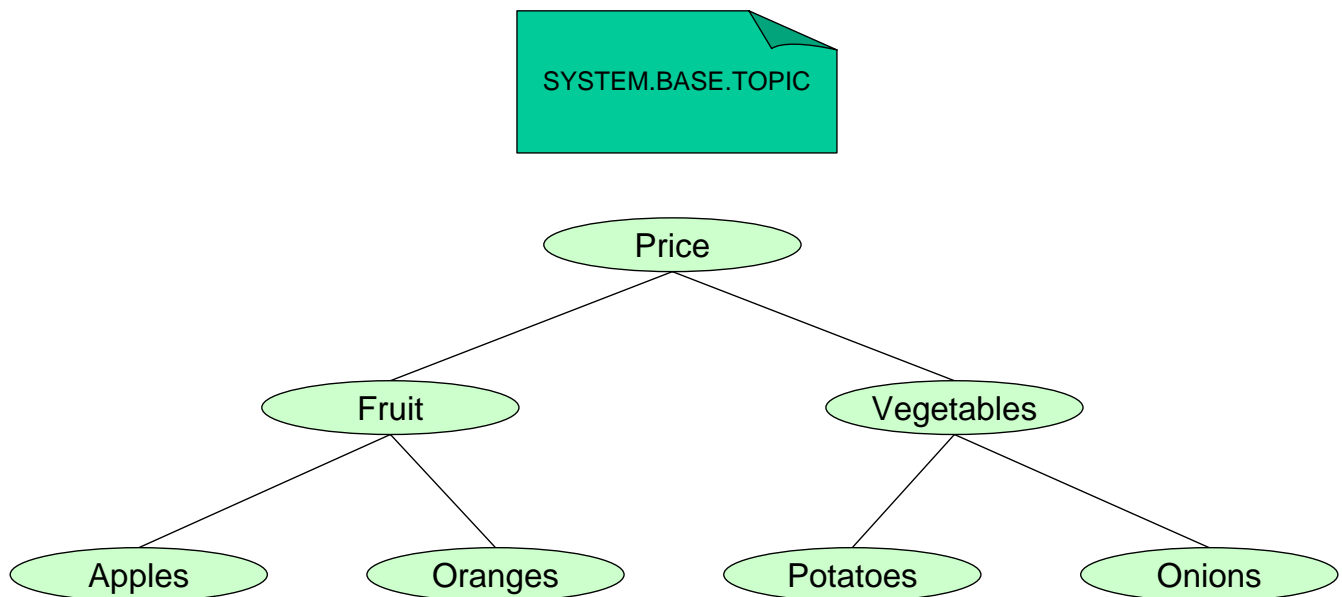 SYSTEM.BASE.TOPIC
Price
Fruit
Vegetables
Apples
Oranges
Potatoes
Onions